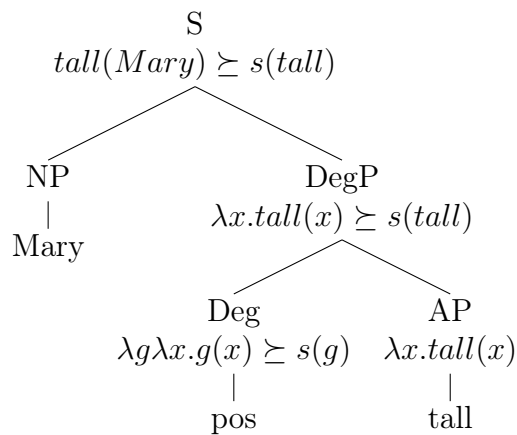 S
tall(Mary) ⪰ s(tall)
NP DegP
λx.tall(x) ⪰ s(tall)
Mary
Deg AP
λgλx.g(x) ⪰ s(g) λx.tall(x)
pos tall